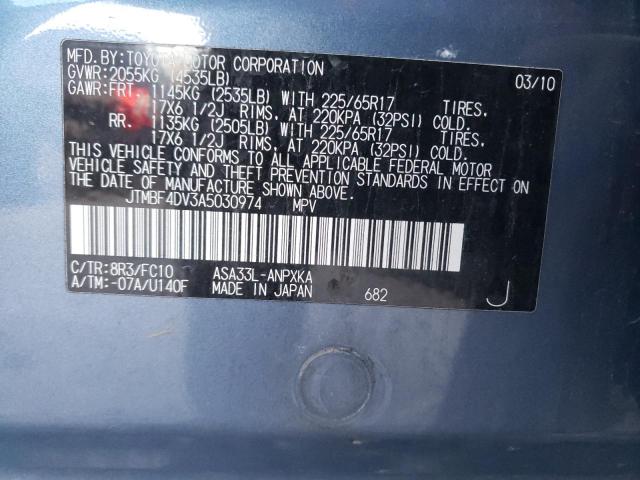 MFD.BY:TOYOTA MOTOR CORPORATION 03/10
GVWR:2055KG (4535LB)
GAWR:FRT. 1145KG (2535LB) WITH 225/65R17 TIRES,
17X6 1/2J RIMS, AT 220KPA (32PSI) COLD.
RR. 1135KG (2505LB) WITH 225/65R17 TIRES,
17X6 1/2J RIMS, AT 220KPA (32PSI) COLD.
THIS VEHICLE CONFORMS TO ALL APPLICABLE FEDERAL MOTOR
VEHICLE SAFETY AND THEFT PREVENTION STANDARDS IN EFFECT ON
THE DATE OF MANUFACTURE SHOWN ABOVE.
JTMBF4DV3A5030974 MPV
C/TR:8R3/FC10 ASA33L-ANPXKA
A/TM:-07A/U140F MADE IN JAPAN 682 J